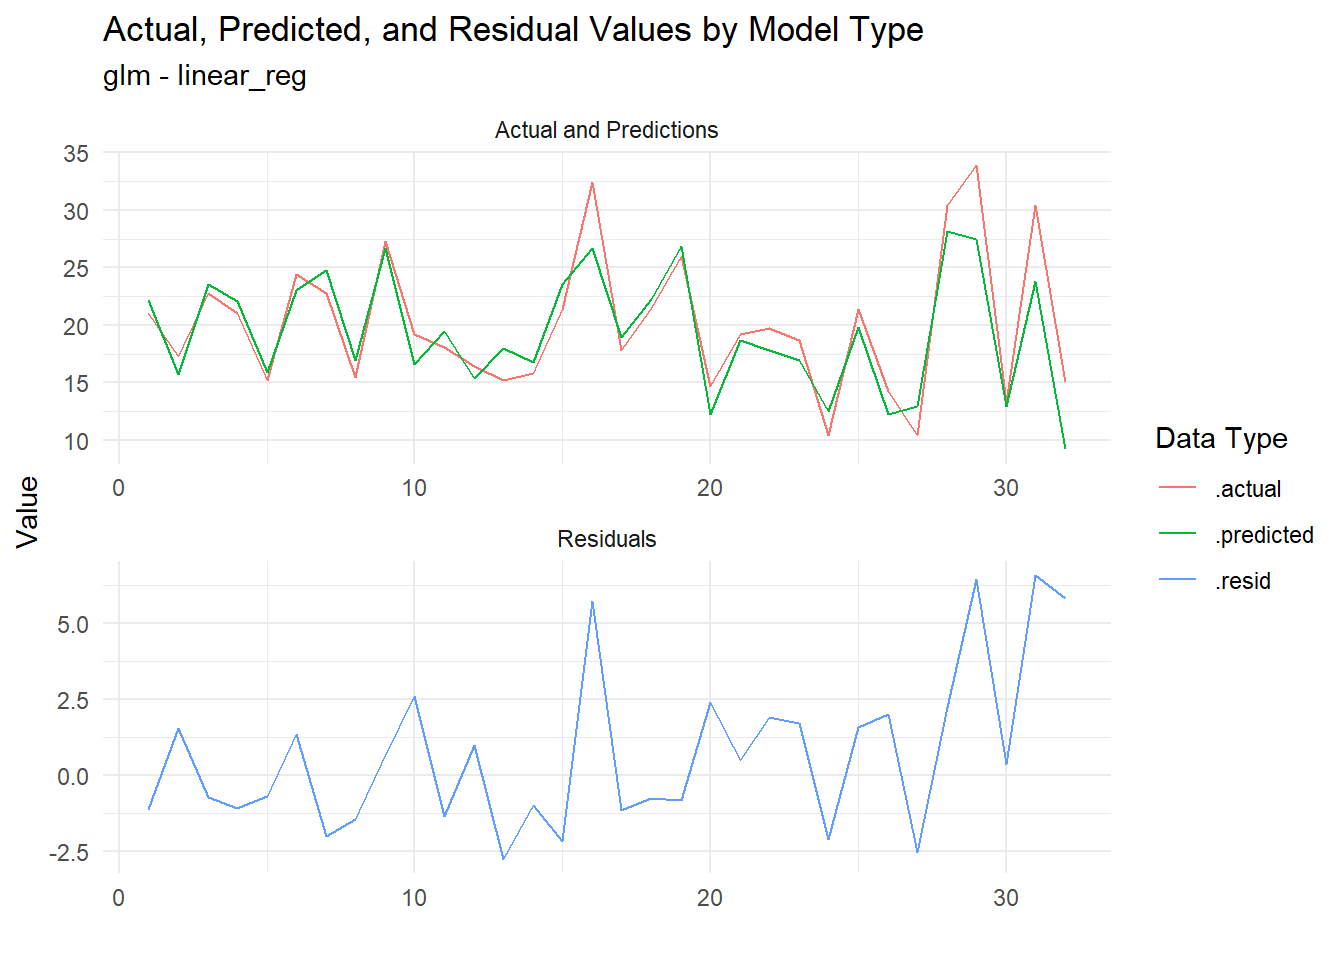 Actual, Predicted, and Residual Values by Model Type
glm - linear_reg
Actual and Predictions
35
30
25
20
15
10
0 10 20 30
Value
Residuals
5.0
2.5
0.0
-2.5
0 10 20 30
Data Type
.actual
.predicted
.resid